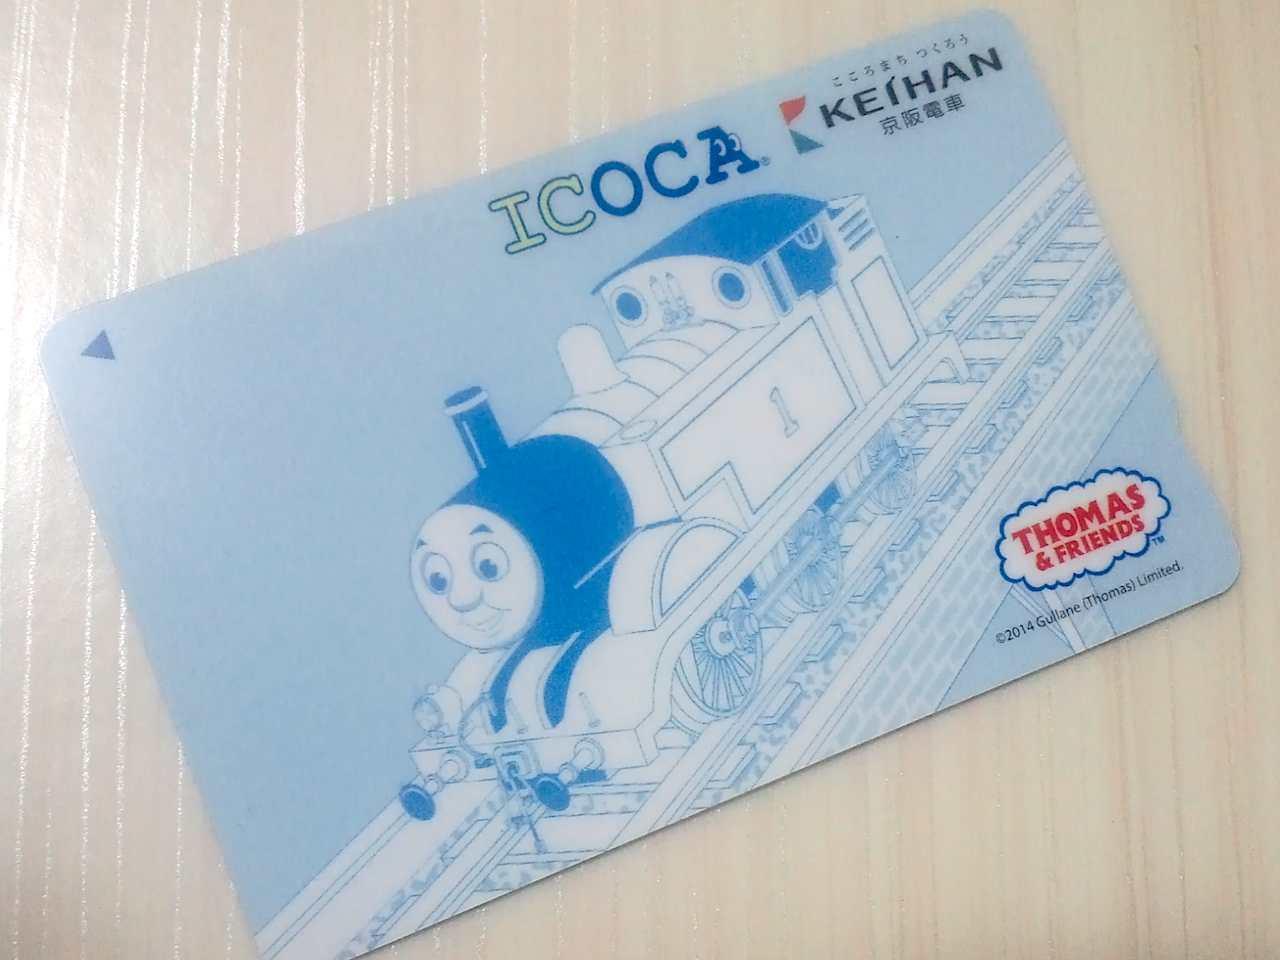 こころまち つくろう
KEIHAN
京阪電車
ICOCA®
1
THOMAS
& FRIENDS™
©2014 Gullane (Thomas) Limited.